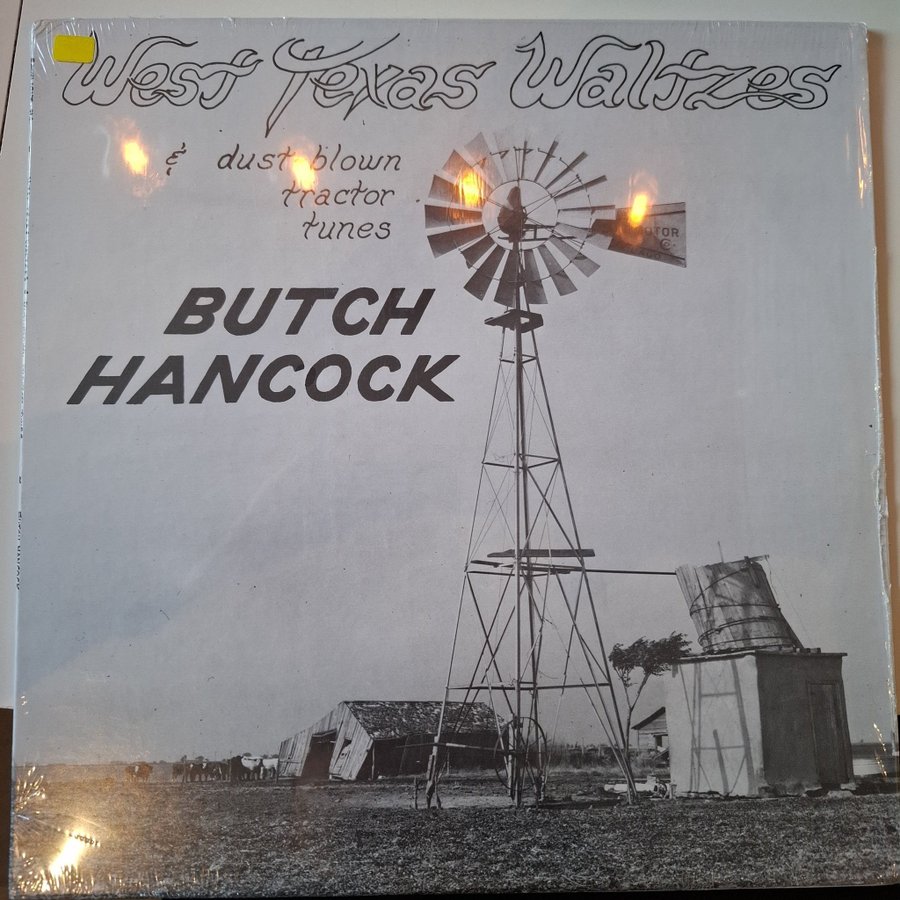 West Texas Waltzes
& dust blown
tractor
tunes
BUTCH
HANCOCK